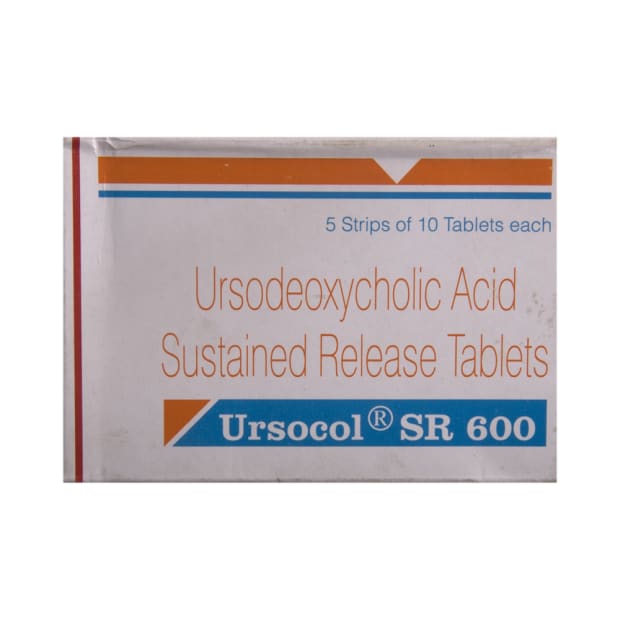 5 Strips of 10 Tablets each
Ursodeoxycholic Acid
Sustained Release Tablets
Ursocol® SR 600